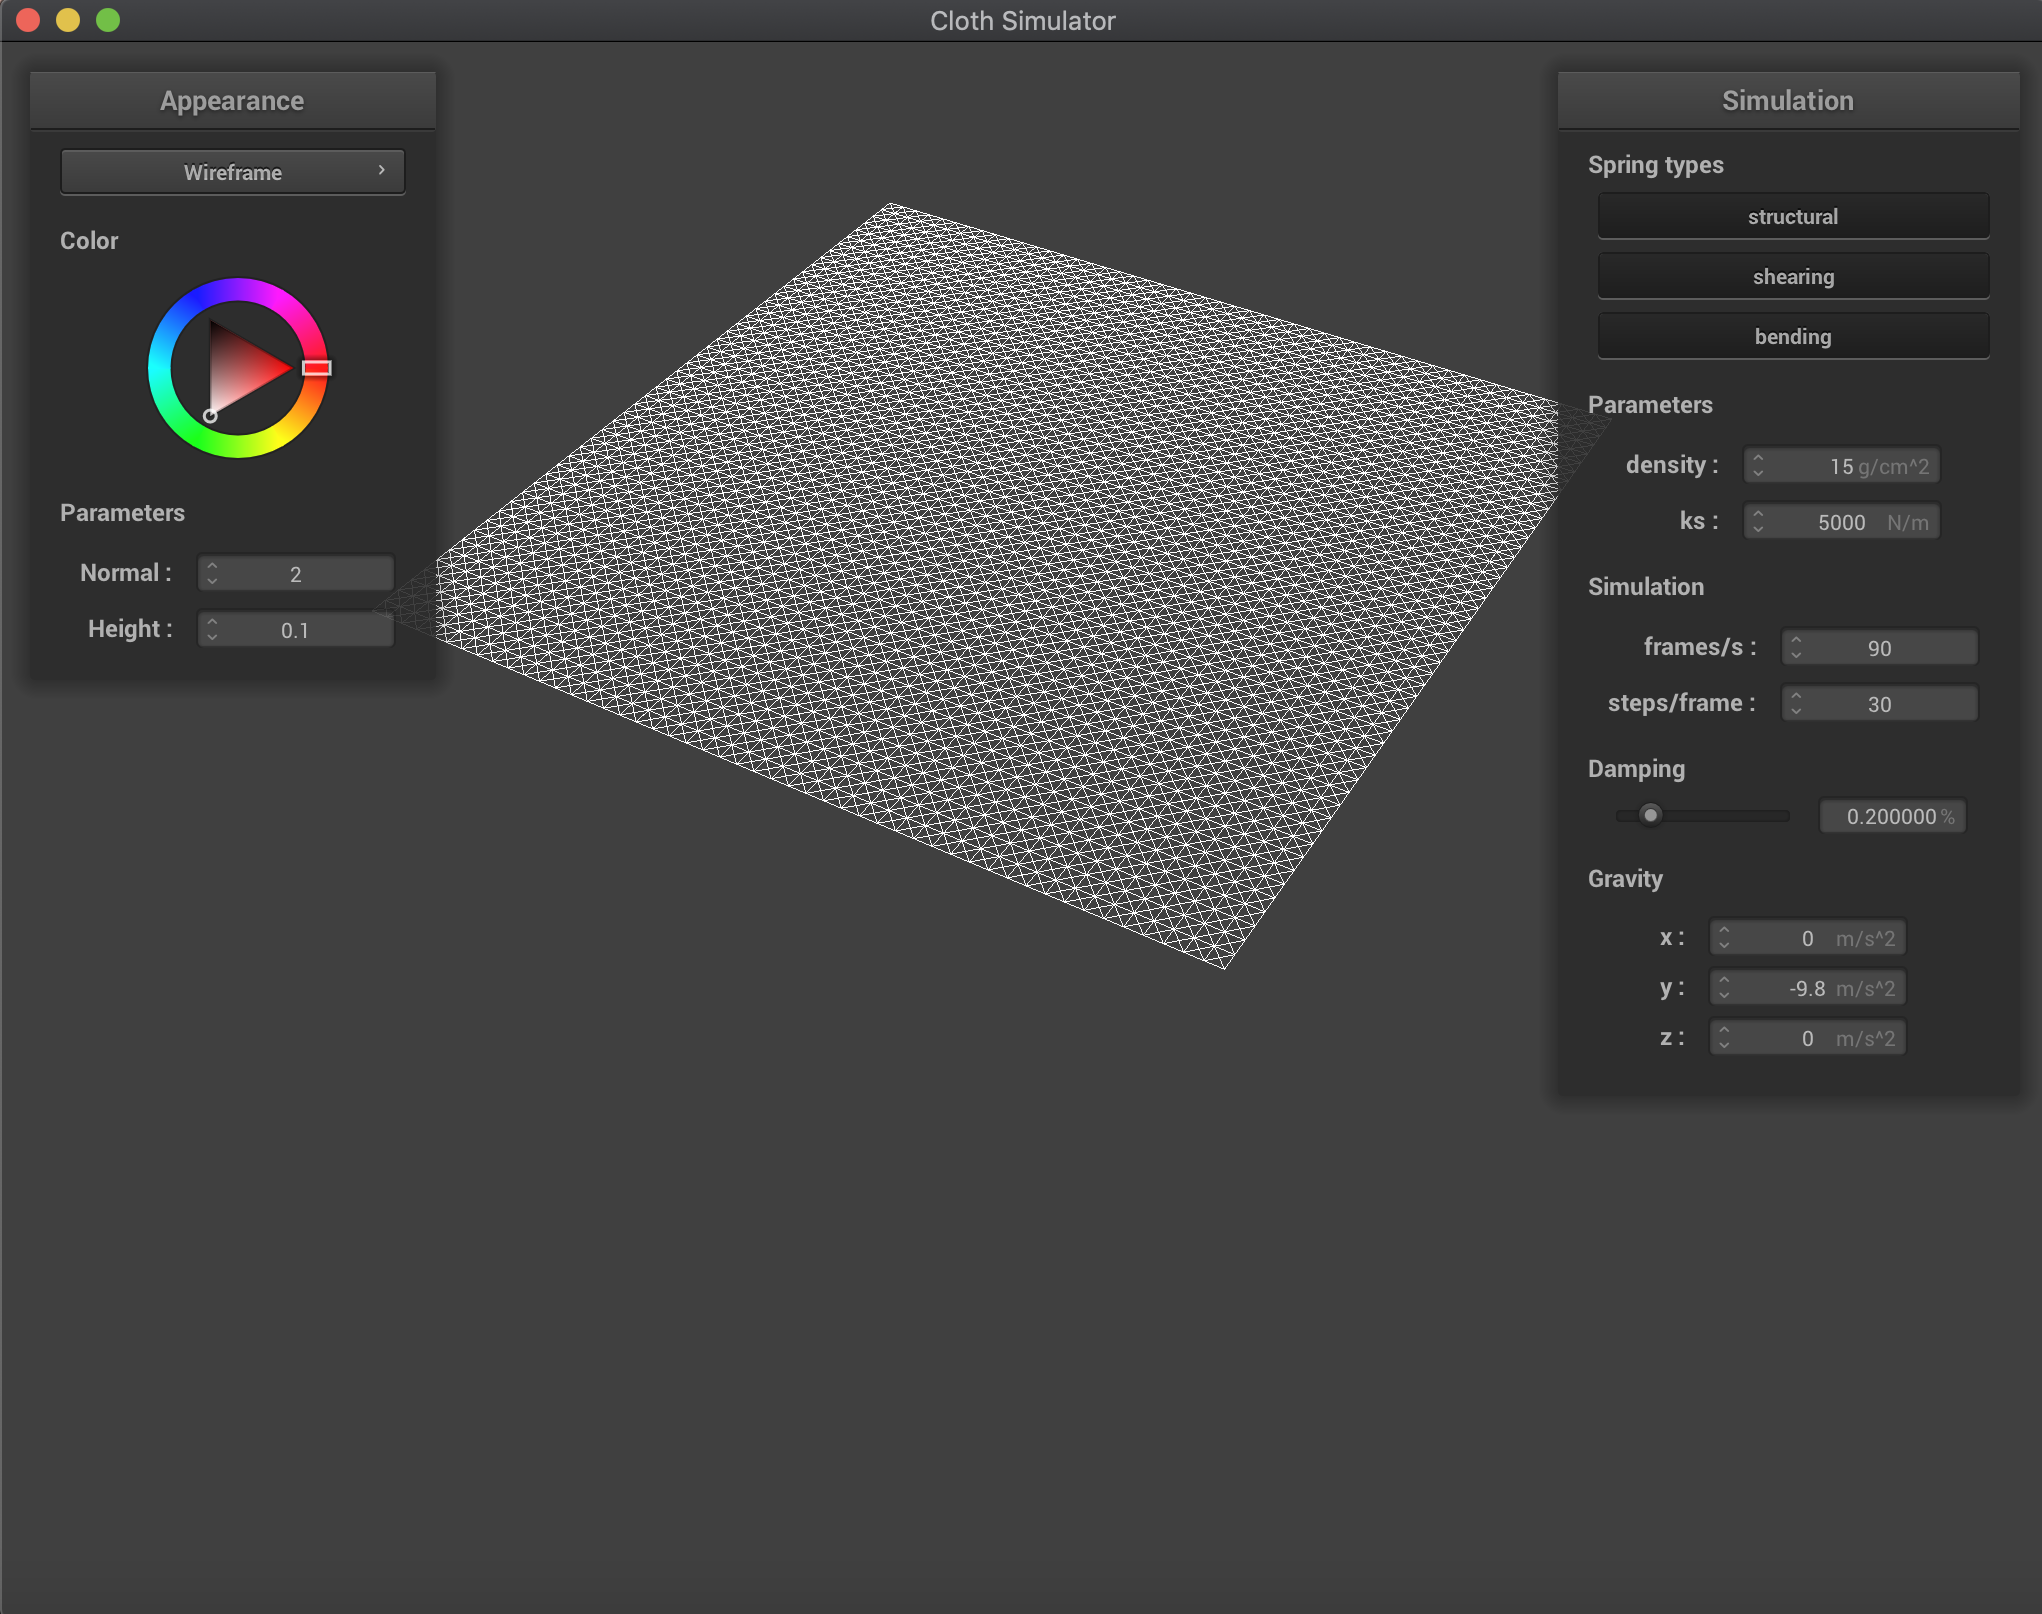 Cloth Simulator
Appearance
Wireframe
Color
Parameters
Normal : 2
Height : 0.1
Simulation
Spring types
structural
shearing
bending
Parameters
density : 15 g/cm^2
ks : 5000 N/m
Simulation
frames/s : 90
steps/frame : 30
Damping
0.200000 %
Gravity
x : 0 m/s^2
y : -9.8 m/s^2
z : 0 m/s^2